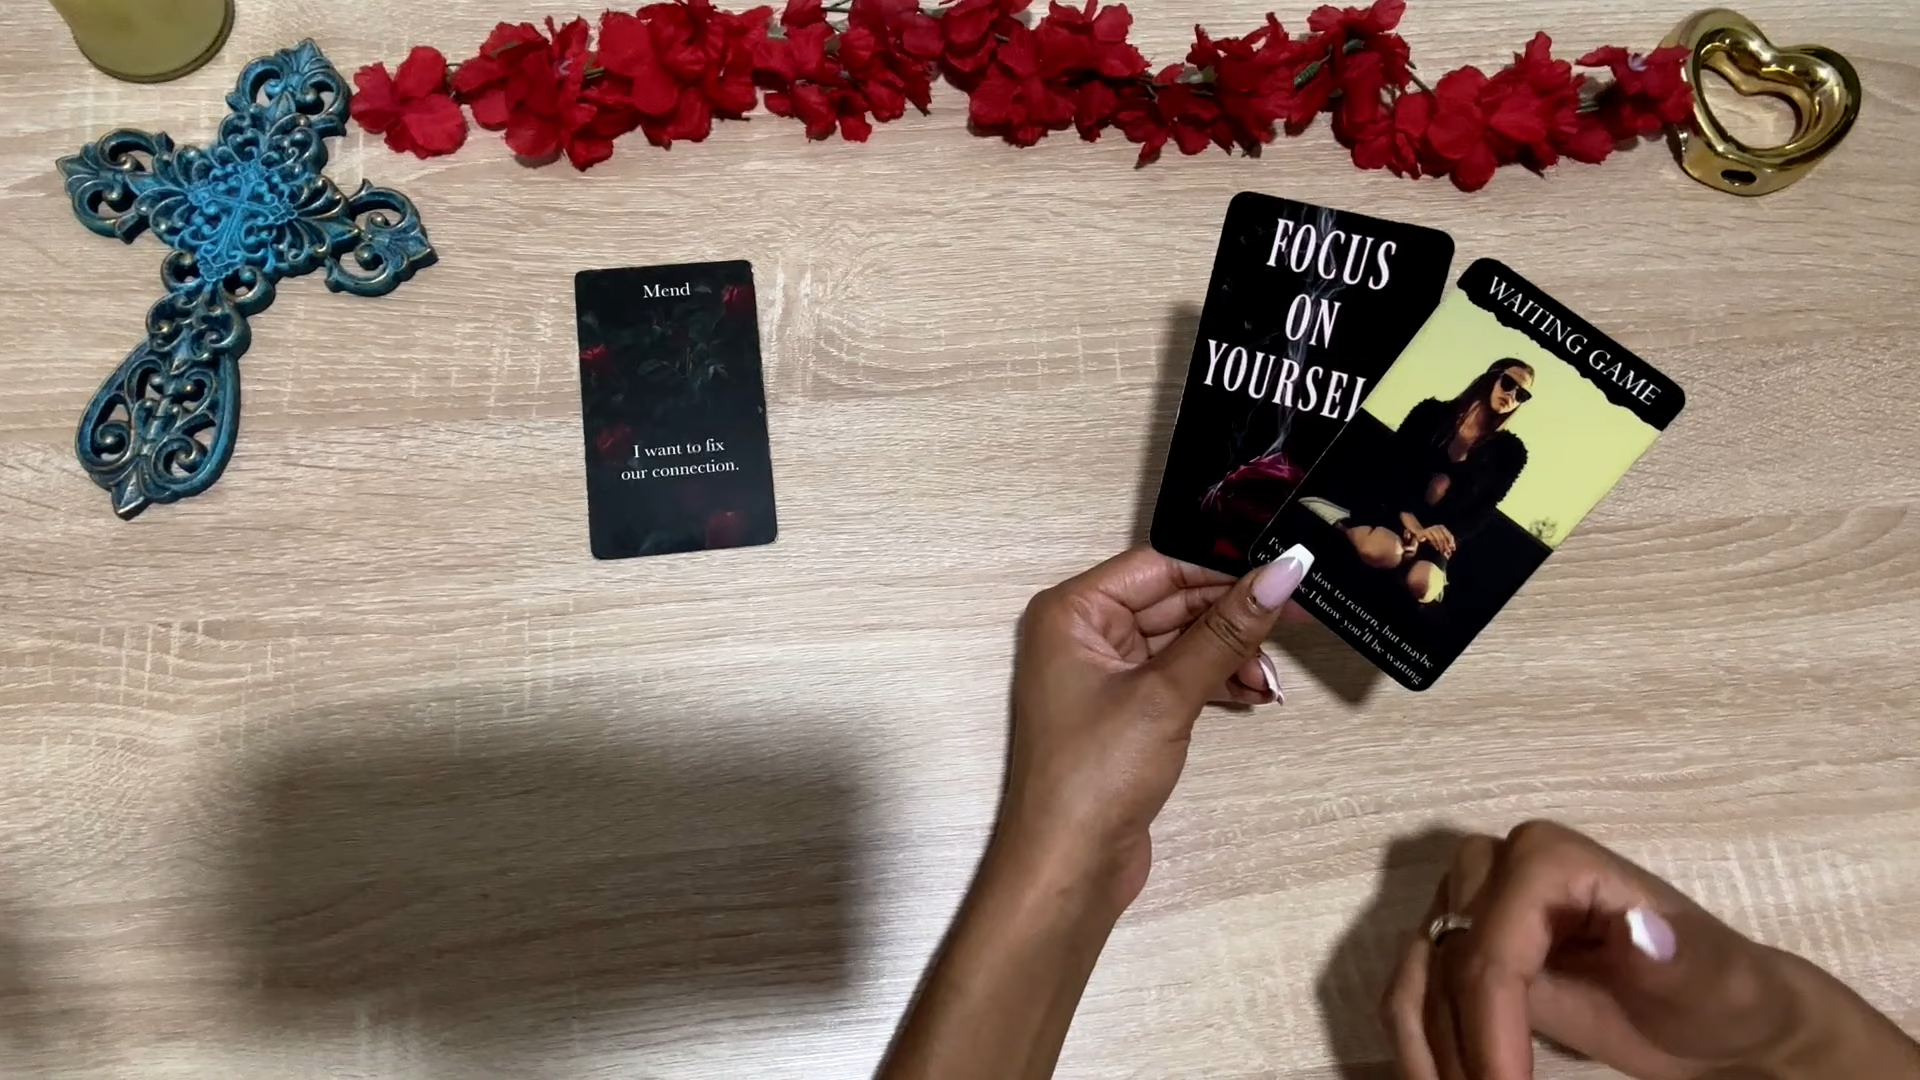 Mend
I want to fix
our connection.
FOCUS
ON
WAITING GAME
slow to return, but maybe
I know you'll be waiting